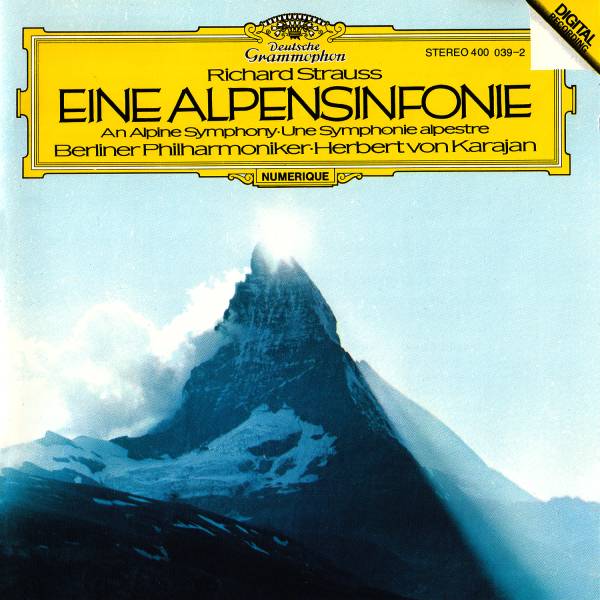 Deutsche
Grammophon
STEREO 400 039-2
DIGITAL
RECORDING
Richard Strauss
EINE ALPENSINFONIE
An Alpine Symphony·Une Symphonie alpestre
Berliner Philharmoniker·Herbert von Karajan
NUMERIQUE